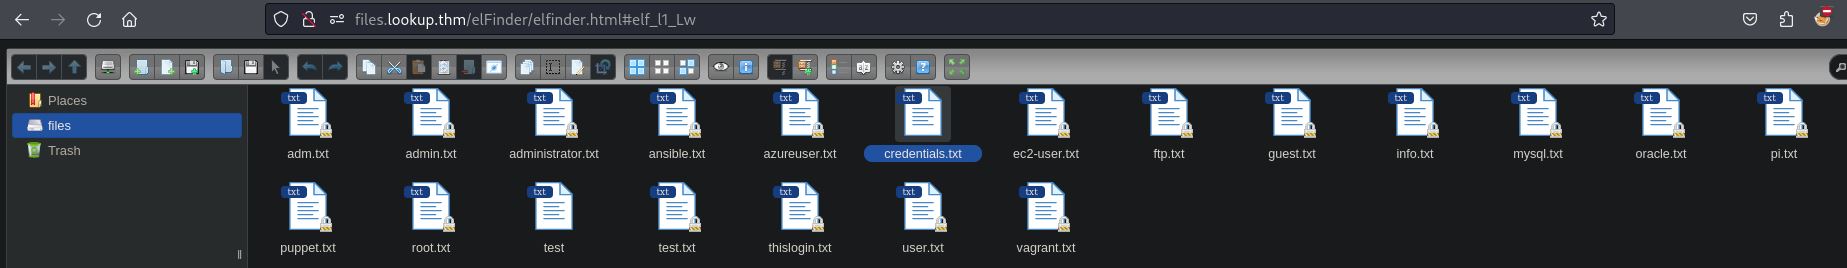 files.lookup.thm/elFinder/elfinder.html#elf_l1_Lw
Places
files
Trash
txt txt txt txt txt txt txt txt txt txt txt txt txt
adm.txt admin.txt administrator.txt ansible.txt azureuser.txt credentials.txt ec2-user.txt ftp.txt guest.txt info.txt mysql.txt oracle.txt pi.txt
txt txt txt txt txt txt txt
puppet.txt root.txt test test.txt thislogin.txt user.txt vagrant.txt